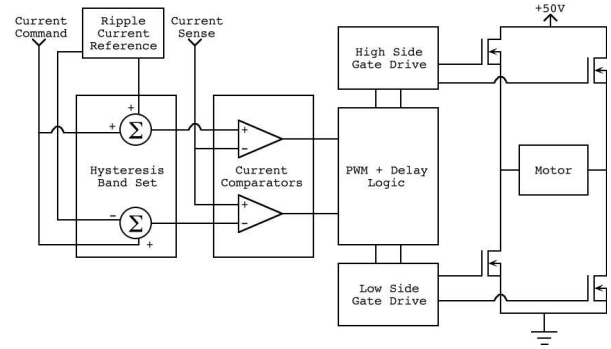 Current
Command
Ripple
Current
Reference
Current
Sense
+50V
High Side
Gate Drive
+
+
Σ
+
−
Hysteresis
Band Set
Current
Comparators
PWM + Delay
Logic
Motor
−
Σ
+
+
−
Low Side
Gate Drive